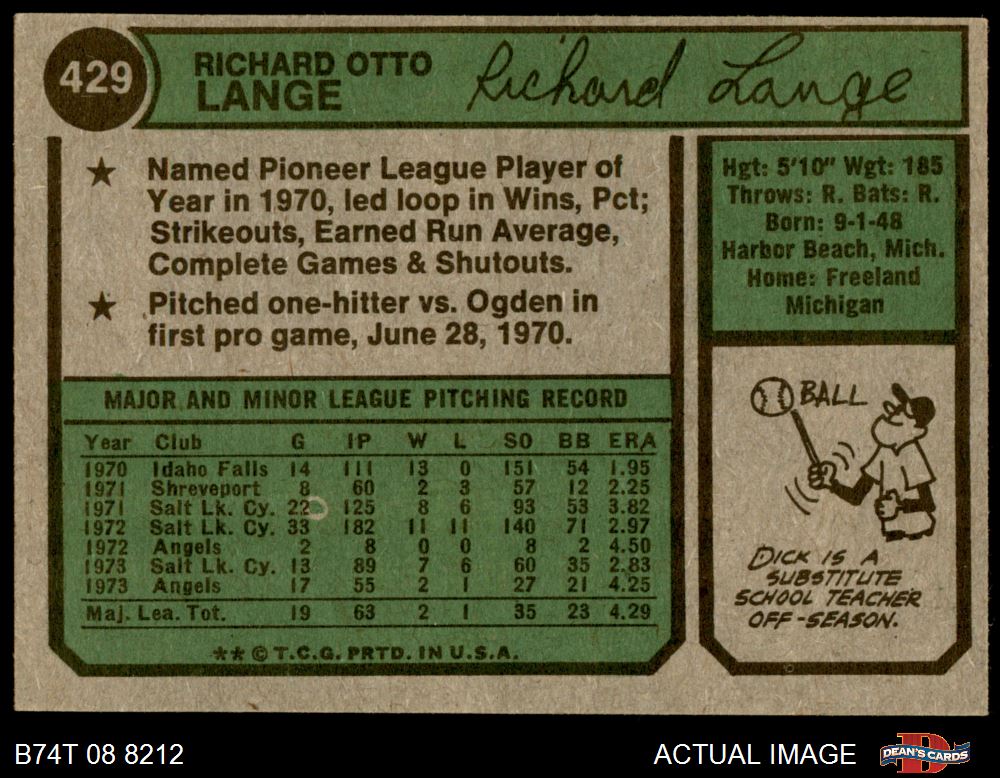 429
RICHARD OTTO
LANGE
Richard Lange
★ Named Pioneer League Player of
Year in 1970, led loop in Wins, Pct;
Strikeouts, Earned Run Average,
Complete Games & Shutouts.
★ Pitched one-hitter vs. Ogden in
first pro game, June 28, 1970.
Hgt: 5'10" Wgt: 185
Throws: R. Bats: R.
Born: 9-1-48
Harbor Beach, Mich.
Home: Freeland
Michigan
MAJOR AND MINOR LEAGUE PITCHING RECORD
Year Club G IP W L SO BB ERA
1970 Idaho Falls 14 111 13 0 151 54 1.95
1971 Shreveport 8 60 2 3 57 12 2.25
1971 Salt Lk. Cy. 22 125 8 6 93 53 3.82
1972 Salt Lk. Cy. 33 182 11 11 140 71 2.97
1972 Angels 2 8 0 0 8 2 4.50
1973 Salt Lk. Cy. 13 89 7 6 60 35 2.83
1973 Angels 17 55 2 1 27 21 4.25
Maj. Lea. Tot. 19 63 2 1 35 23 4.29
** © T.C.G. PRTD. IN U.S.A.
BALL
DICK IS A
SUBSTITUTE
SCHOOL TEACHER
OFF-SEASON.
B74T 08 8212
ACTUAL IMAGE
D
DEAN'S CARDS